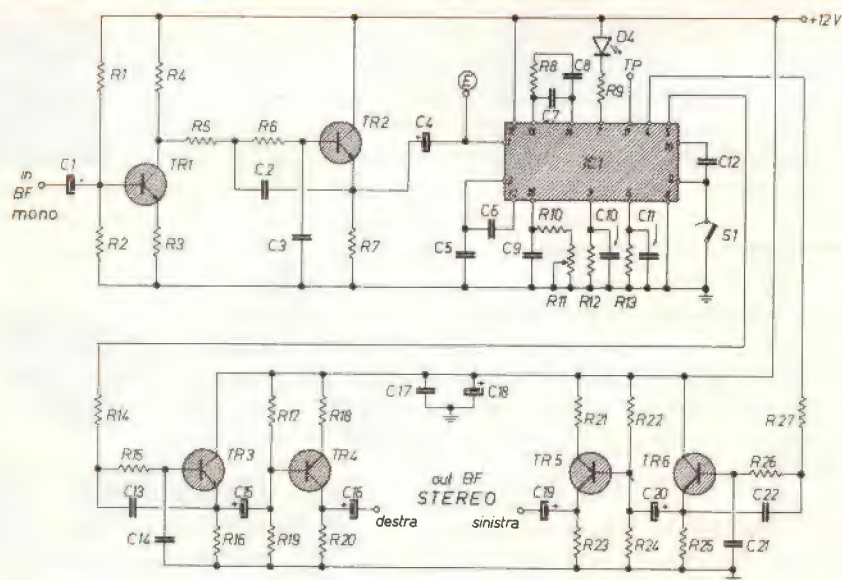 +12V
D4
R1
R4
R8
C8
C7
R9
TP
E
R5
R6
TR2
C4
IC1
C12
C1
TR1
C2
in
BF
mono
R2
R3
C3
R7
C5
C6
C9
R10
R11
R12
C10
R13
C11
S1
R14
R17
R18
C17
C18
R21
R22
R27
R15
TR3
TR4
TR5
TR6
R26
C13
C15
C16
out BF
STEREO
C19
C20
C22
destra
sinistra
C14
R16
R19
R20
R23
R24
R25
C21